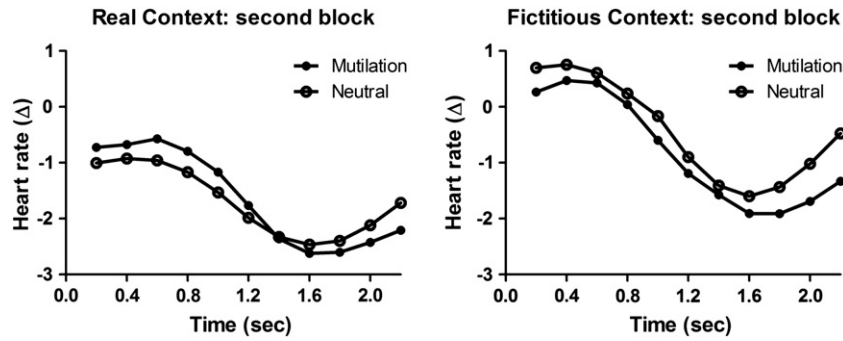 Real Context: second block
Mutilation
Neutral
Heart rate (Δ)
1
0
-1
-2
-3
0.0 0.4 0.8 1.2 1.6 2.0
Time (sec)
Fictitious Context: second block
Mutilation
Neutral
Heart rate (Δ)
1
0
-1
-2
-3
0.0 0.4 0.8 1.2 1.6 2.0
Time (sec)